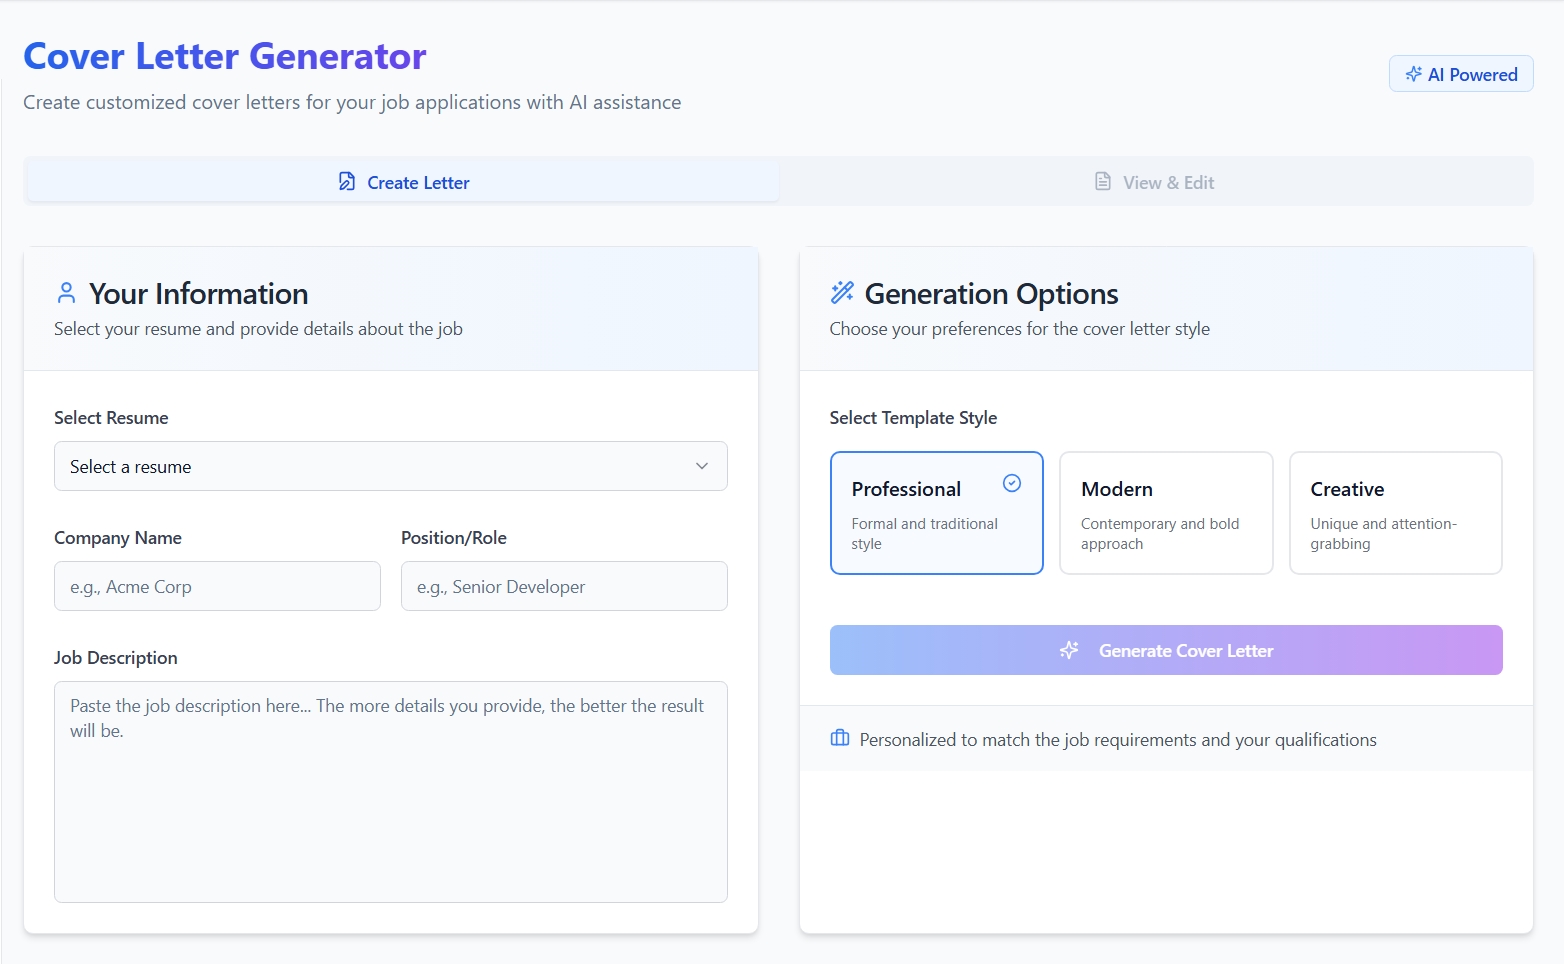 Cover Letter Generator
Create customized cover letters for your job applications with AI assistance
AI Powered
Create Letter
View & Edit
Your Information
Select your resume and provide details about the job
Select Resume
Select a resume
Company Name
Position/Role
e.g., Acme Corp
e.g., Senior Developer
Job Description
Paste the job description here... The more details you provide, the better the result
will be.
Generation Options
Choose your preferences for the cover letter style
Select Template Style
Professional
Formal and traditional
style
Modern
Contemporary and bold
approach
Creative
Unique and attention-
grabbing
Generate Cover Letter
Personalized to match the job requirements and your qualifications